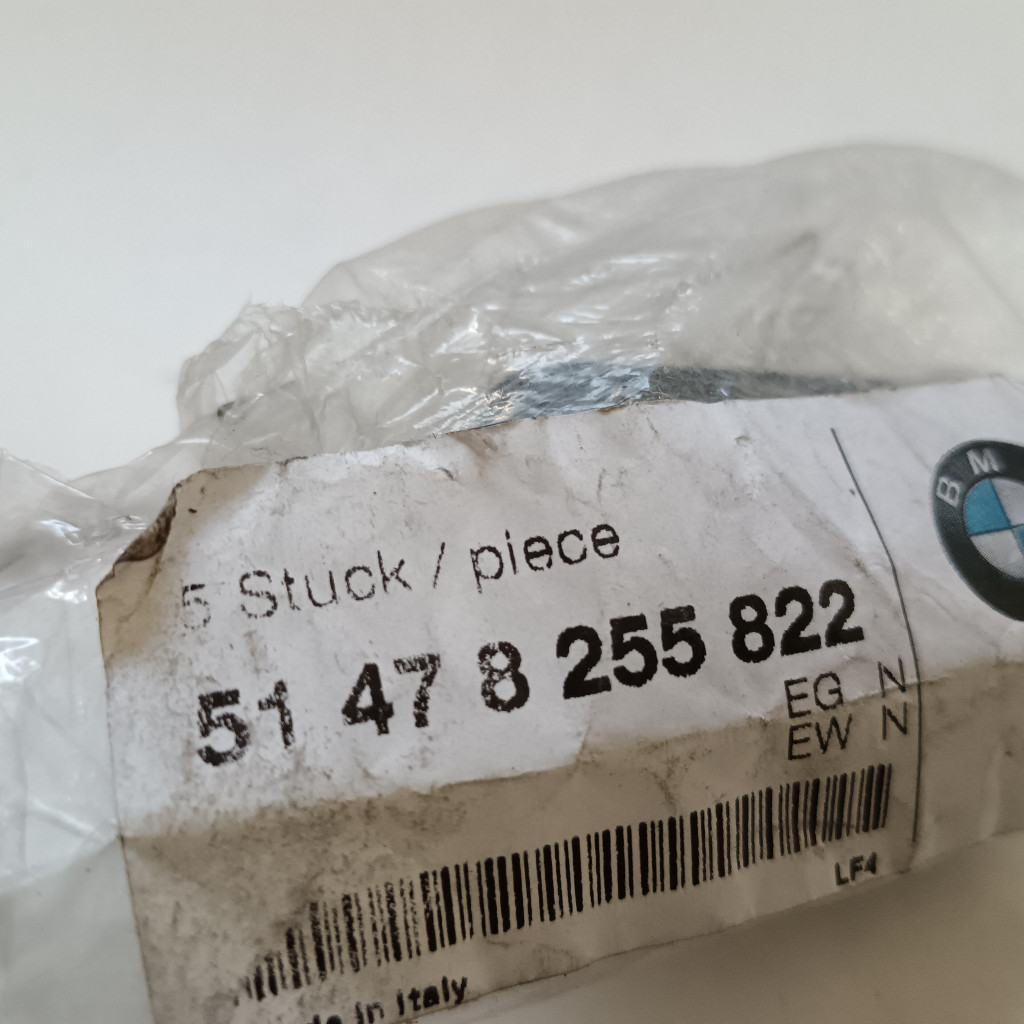 5 Stuck / piece
51 47 8 255 822
EG N
EW N
BM
LF4
in Italy